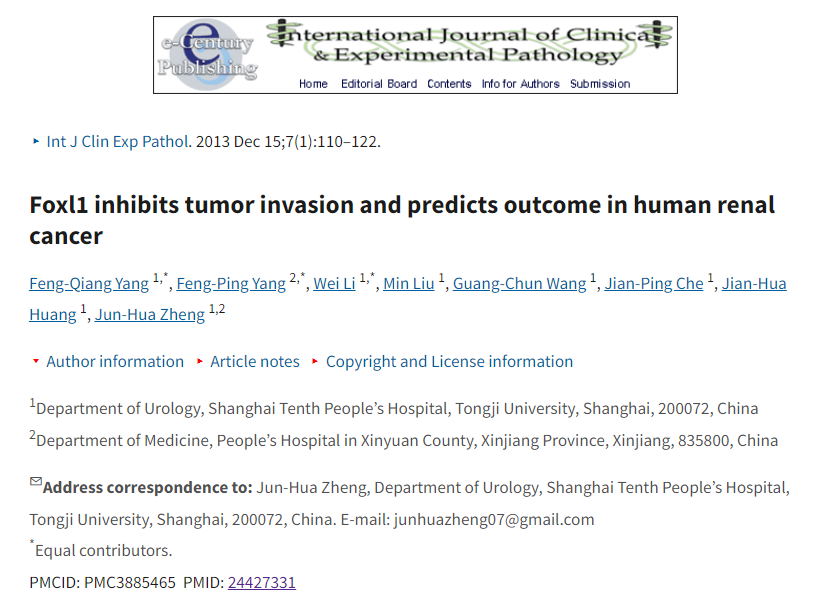 e-Century
Publishing
International Journal of Clinical
& Experimental Pathology
Home Editorial Board Contents Info for Authors Submission
▸ Int J Clin Exp Pathol. 2013 Dec 15;7(1):110–122.
Foxl1 inhibits tumor invasion and predicts outcome in human renal
cancer
Feng-Qiang Yang 1,*, Feng-Ping Yang 2,*, Wei Li 1,*, Min Liu 1, Guang-Chun Wang 1, Jian-Ping Che 1, Jian-Hua
Huang 1, Jun-Hua Zheng 1,2
▾ Author information ▸ Article notes ▸ Copyright and License information
1Department of Urology, Shanghai Tenth People’s Hospital, Tongji University, Shanghai, 200072, China
2Department of Medicine, People’s Hospital in Xinyuan County, Xinjiang Province, Xinjiang, 835800, China
✉Address correspondence to: Jun-Hua Zheng, Department of Urology, Shanghai Tenth People’s Hospital,
Tongji University, Shanghai, 200072, China. E-mail: junhuazheng07@gmail.com
*Equal contributors.
PMCID: PMC3885465 PMID: 24427331